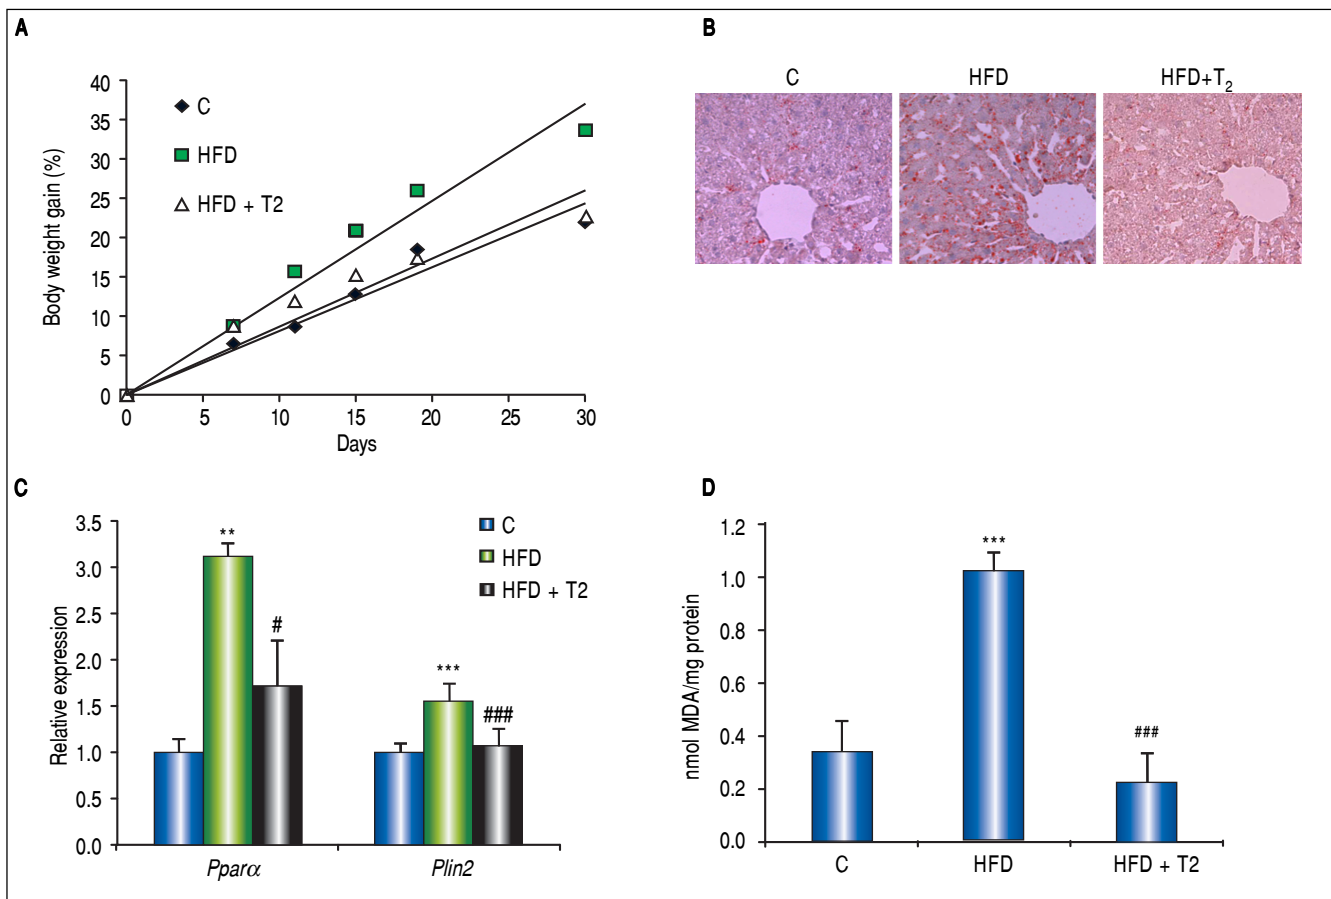 A
Body weight gain (%)
40
35
30
25
20
15
10
5
0
C
HFD
HFD + T2
0 5 10 15 20 25 30
Days
B
C HFD HFD+T2
C
Relative expression
3.5
3.0
2.5
2.0
1.5
1.0
0.5
0.0
**
#
***
###
C
HFD
HFD + T2
Pparα Plin2
D
nmol MDA/mg protein
1.2
1.0
0.8
0.6
0.4
0.2
0.0
***
###
C HFD HFD + T2